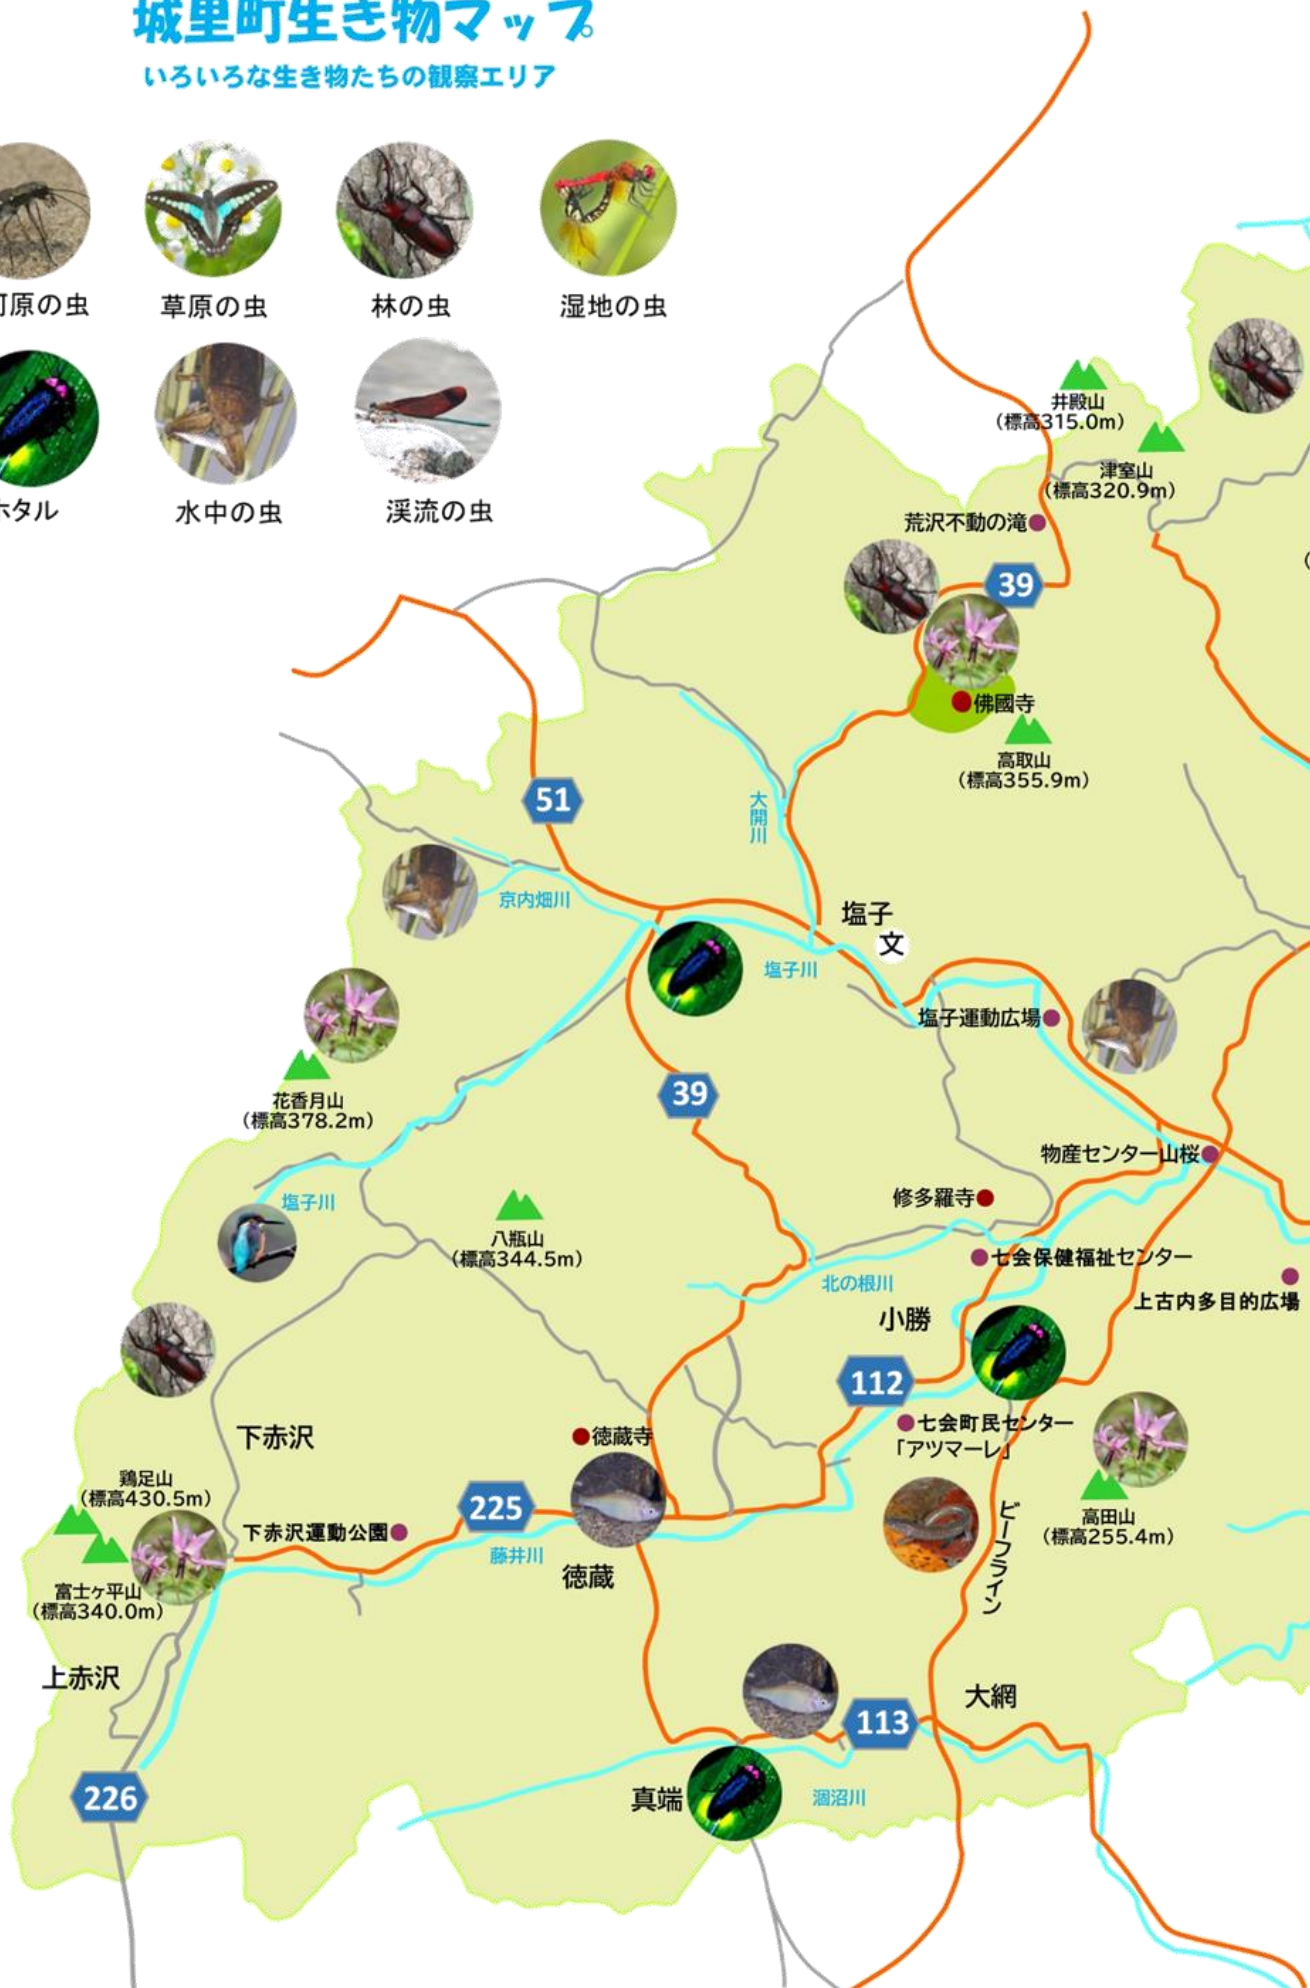 城里町生き物マップ
いろいろな生き物たちの観察エリア
原の虫
草原の虫
林の虫
湿地の虫
ホタル
水中の虫
渓流の虫
井殿山
(標高315.0m)
津室山
(標高320.9m)
荒沢不動の滝
39
佛國寺
高取山
(標高355.9m)
51
大開川
京内畑川
塩子
文
塩子川
塩子運動広場
花香月山
(標高378.2m)
39
物産センター山桜
修多羅寺
塩子川
八瓶山
(標高344.5m)
七会保健福祉センター
北の根川
上古内多目的広場
小勝
112
七会町民センター
「アツマーレ」
下赤沢
徳蔵寺
鶏足山
(標高430.5m)
225
下赤沢運動公園
ビーフライン
高田山
(標高255.4m)
藤井川
徳蔵
富士ヶ平山
(標高340.0m)
上赤沢
大網
113
226
真端
涸沼川